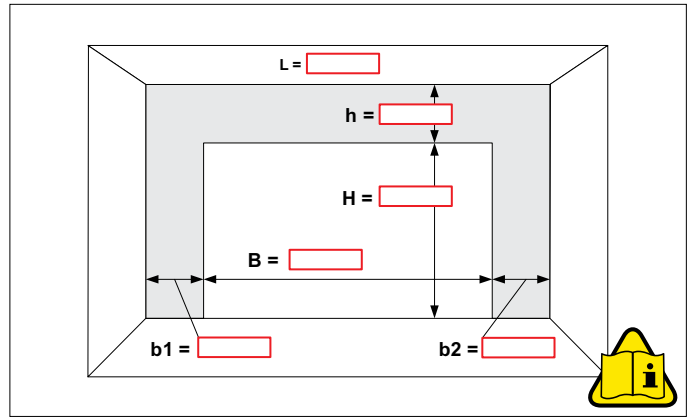 L =
h =
H =
B =
b1 =
b2 =
i